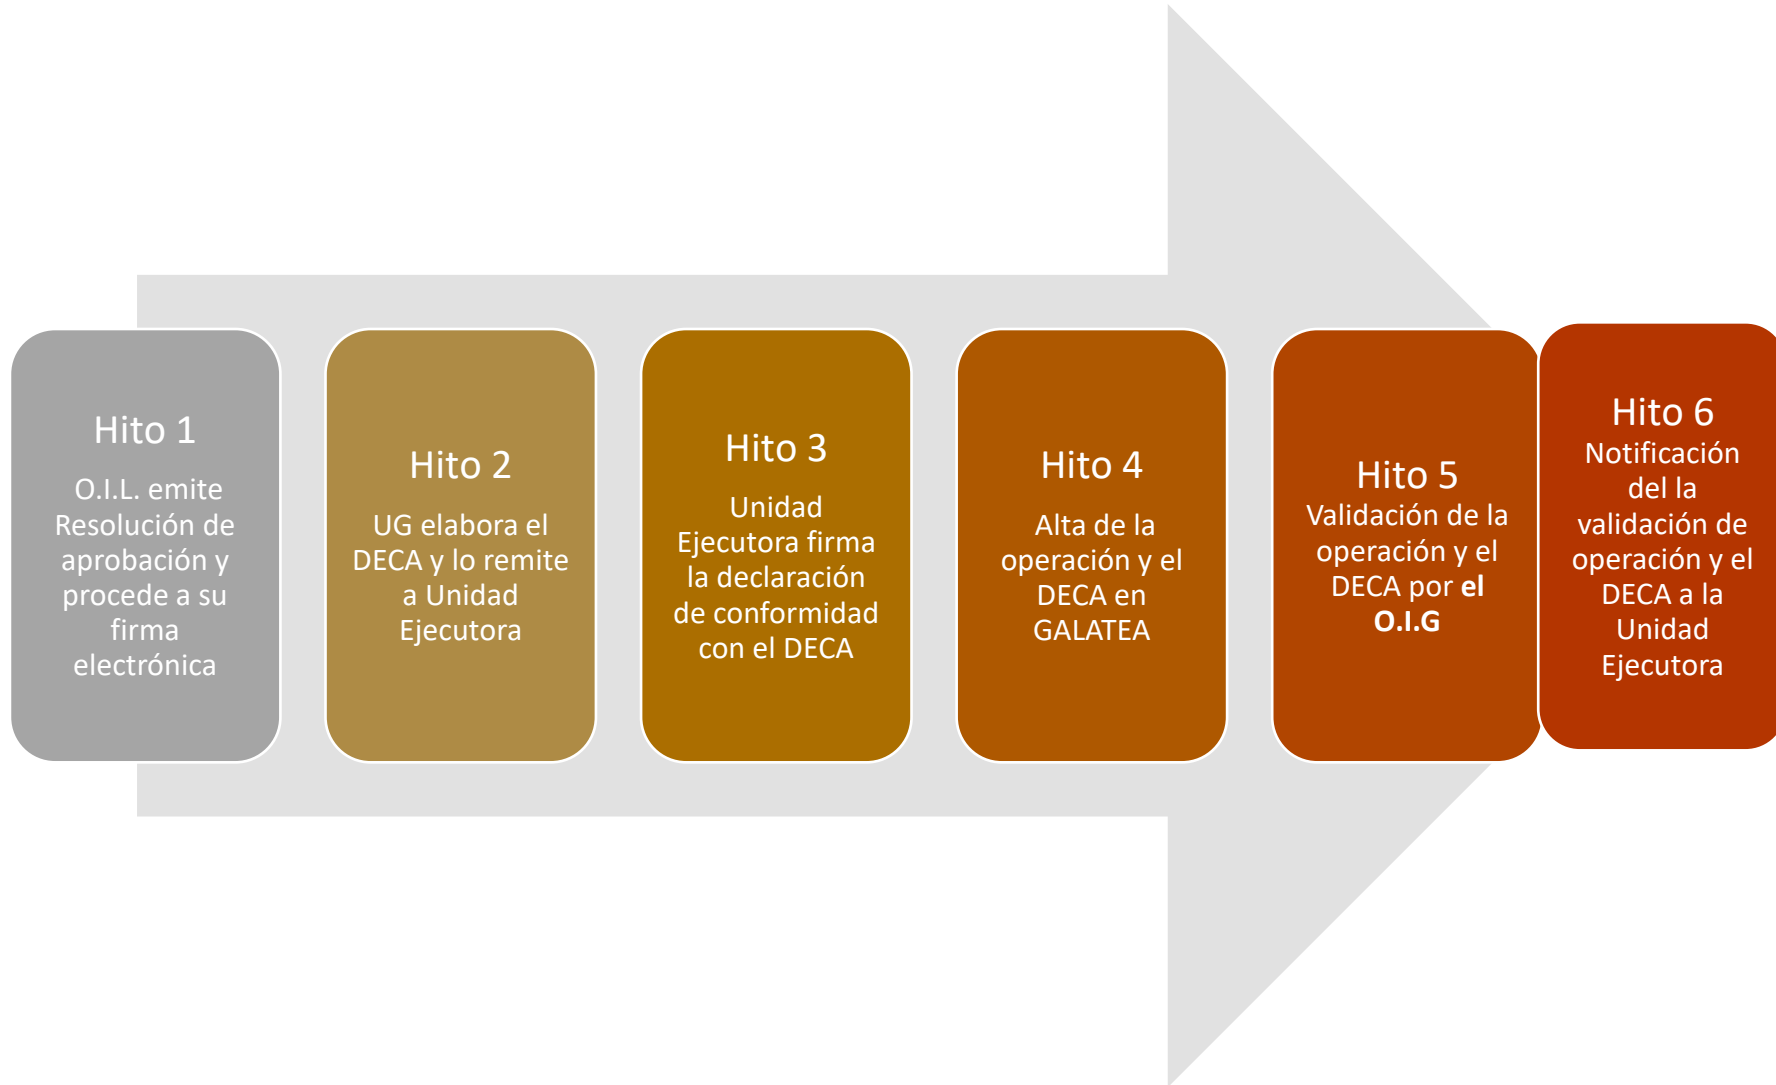 Hito 1
O.I.L. emite
Resolución de
aprobación y
procede a su
firma
electrónica
Hito 2
UG elabora el
DECA y lo remite
a Unidad
Ejecutora
Hito 3
Unidad
Ejecutora firma
la declaración
de conformidad
con el DECA
Hito 4
Alta de la
operación y el
DECA en
GALATEA
Hito 5
Validación de la
operación y el
DECA por el
O.I.G
Hito 6
Notificación
del la
validación de
operación y el
DECA a la
Unidad
Ejecutora